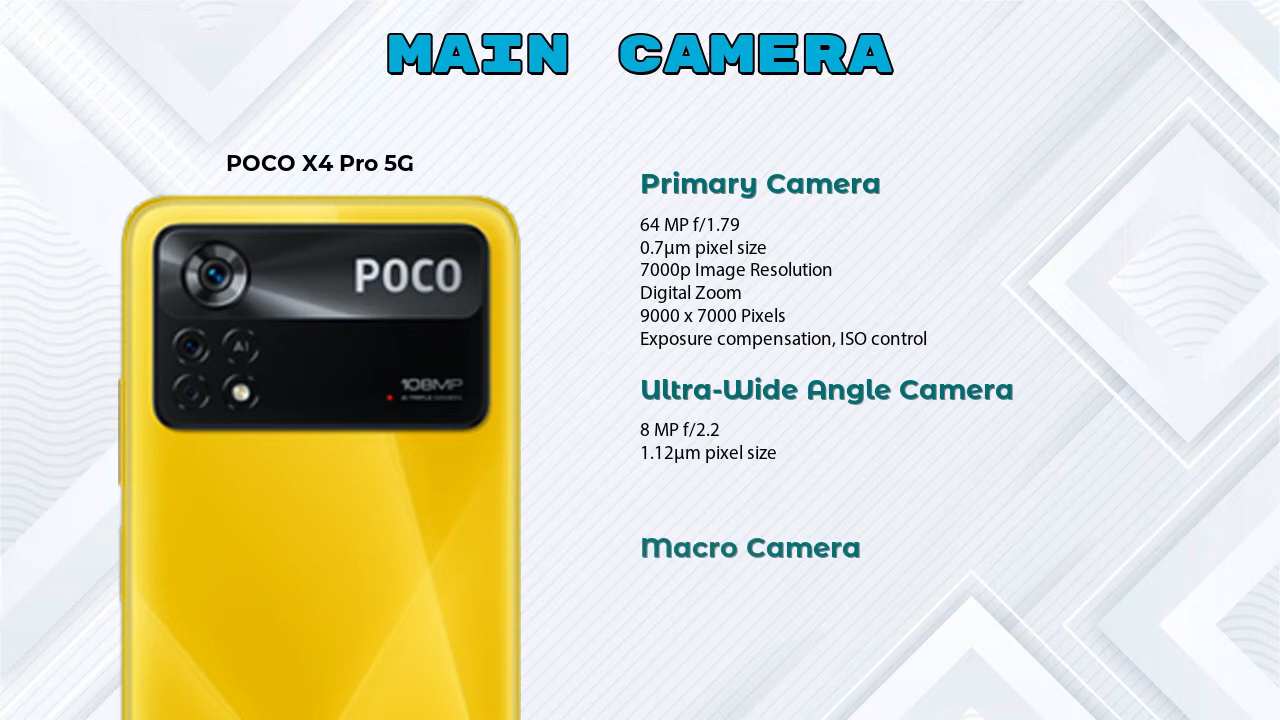 MAIN CAMERA
POCO X4 Pro 5G
POCO
AI
108MP
Primary Camera
64 MP f/1.79
0.7µm pixel size
7000p Image Resolution
Digital Zoom
9000 x 7000 Pixels
Exposure compensation, ISO control
Ultra-Wide Angle Camera
8 MP f/2.2
1.12µm pixel size
Macro Camera